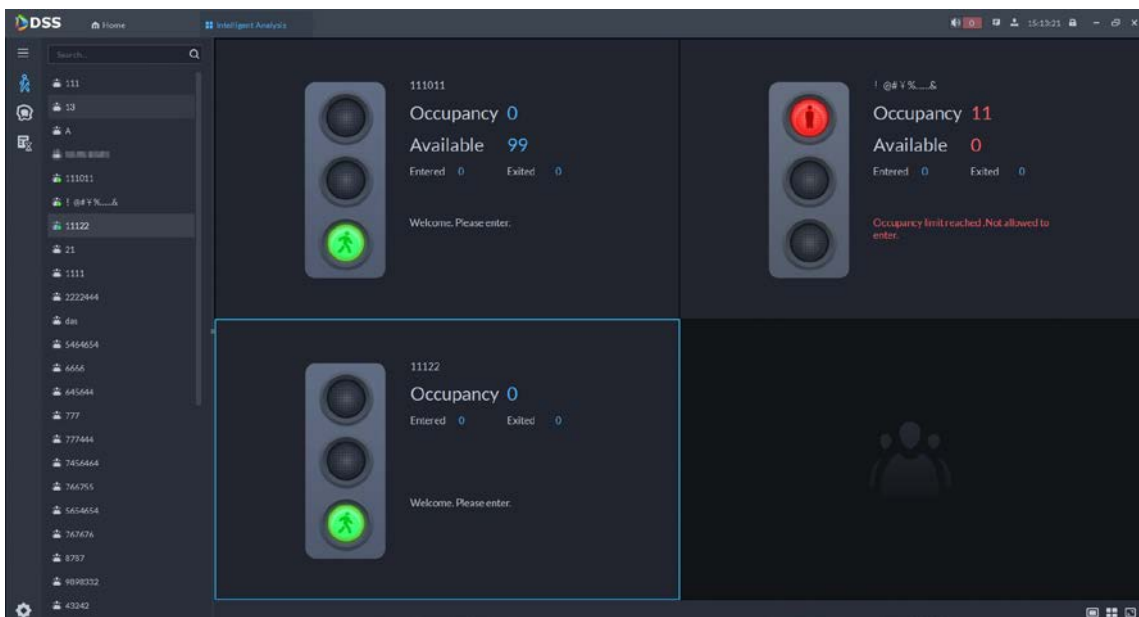 DSS
Home
Intelligent Analysis
0
15:13:21
Search...
111
13
A
111011
! @#￥%......&
11122
21
1111
2222444
das
5464654
6666
645644
777
777444
7456464
766755
5654654
767676
8757
9898332
43242
111011
Occupancy 0
Available 99
Entered 0 Exited 0
Welcome. Please enter.
! @#￥%......&
Occupancy 11
Available 0
Entered 0 Exited 0
Occupancy limit reached .Not allowed to
enter.
11122
Occupancy 0
Entered 0 Exited 0
Welcome. Please enter.